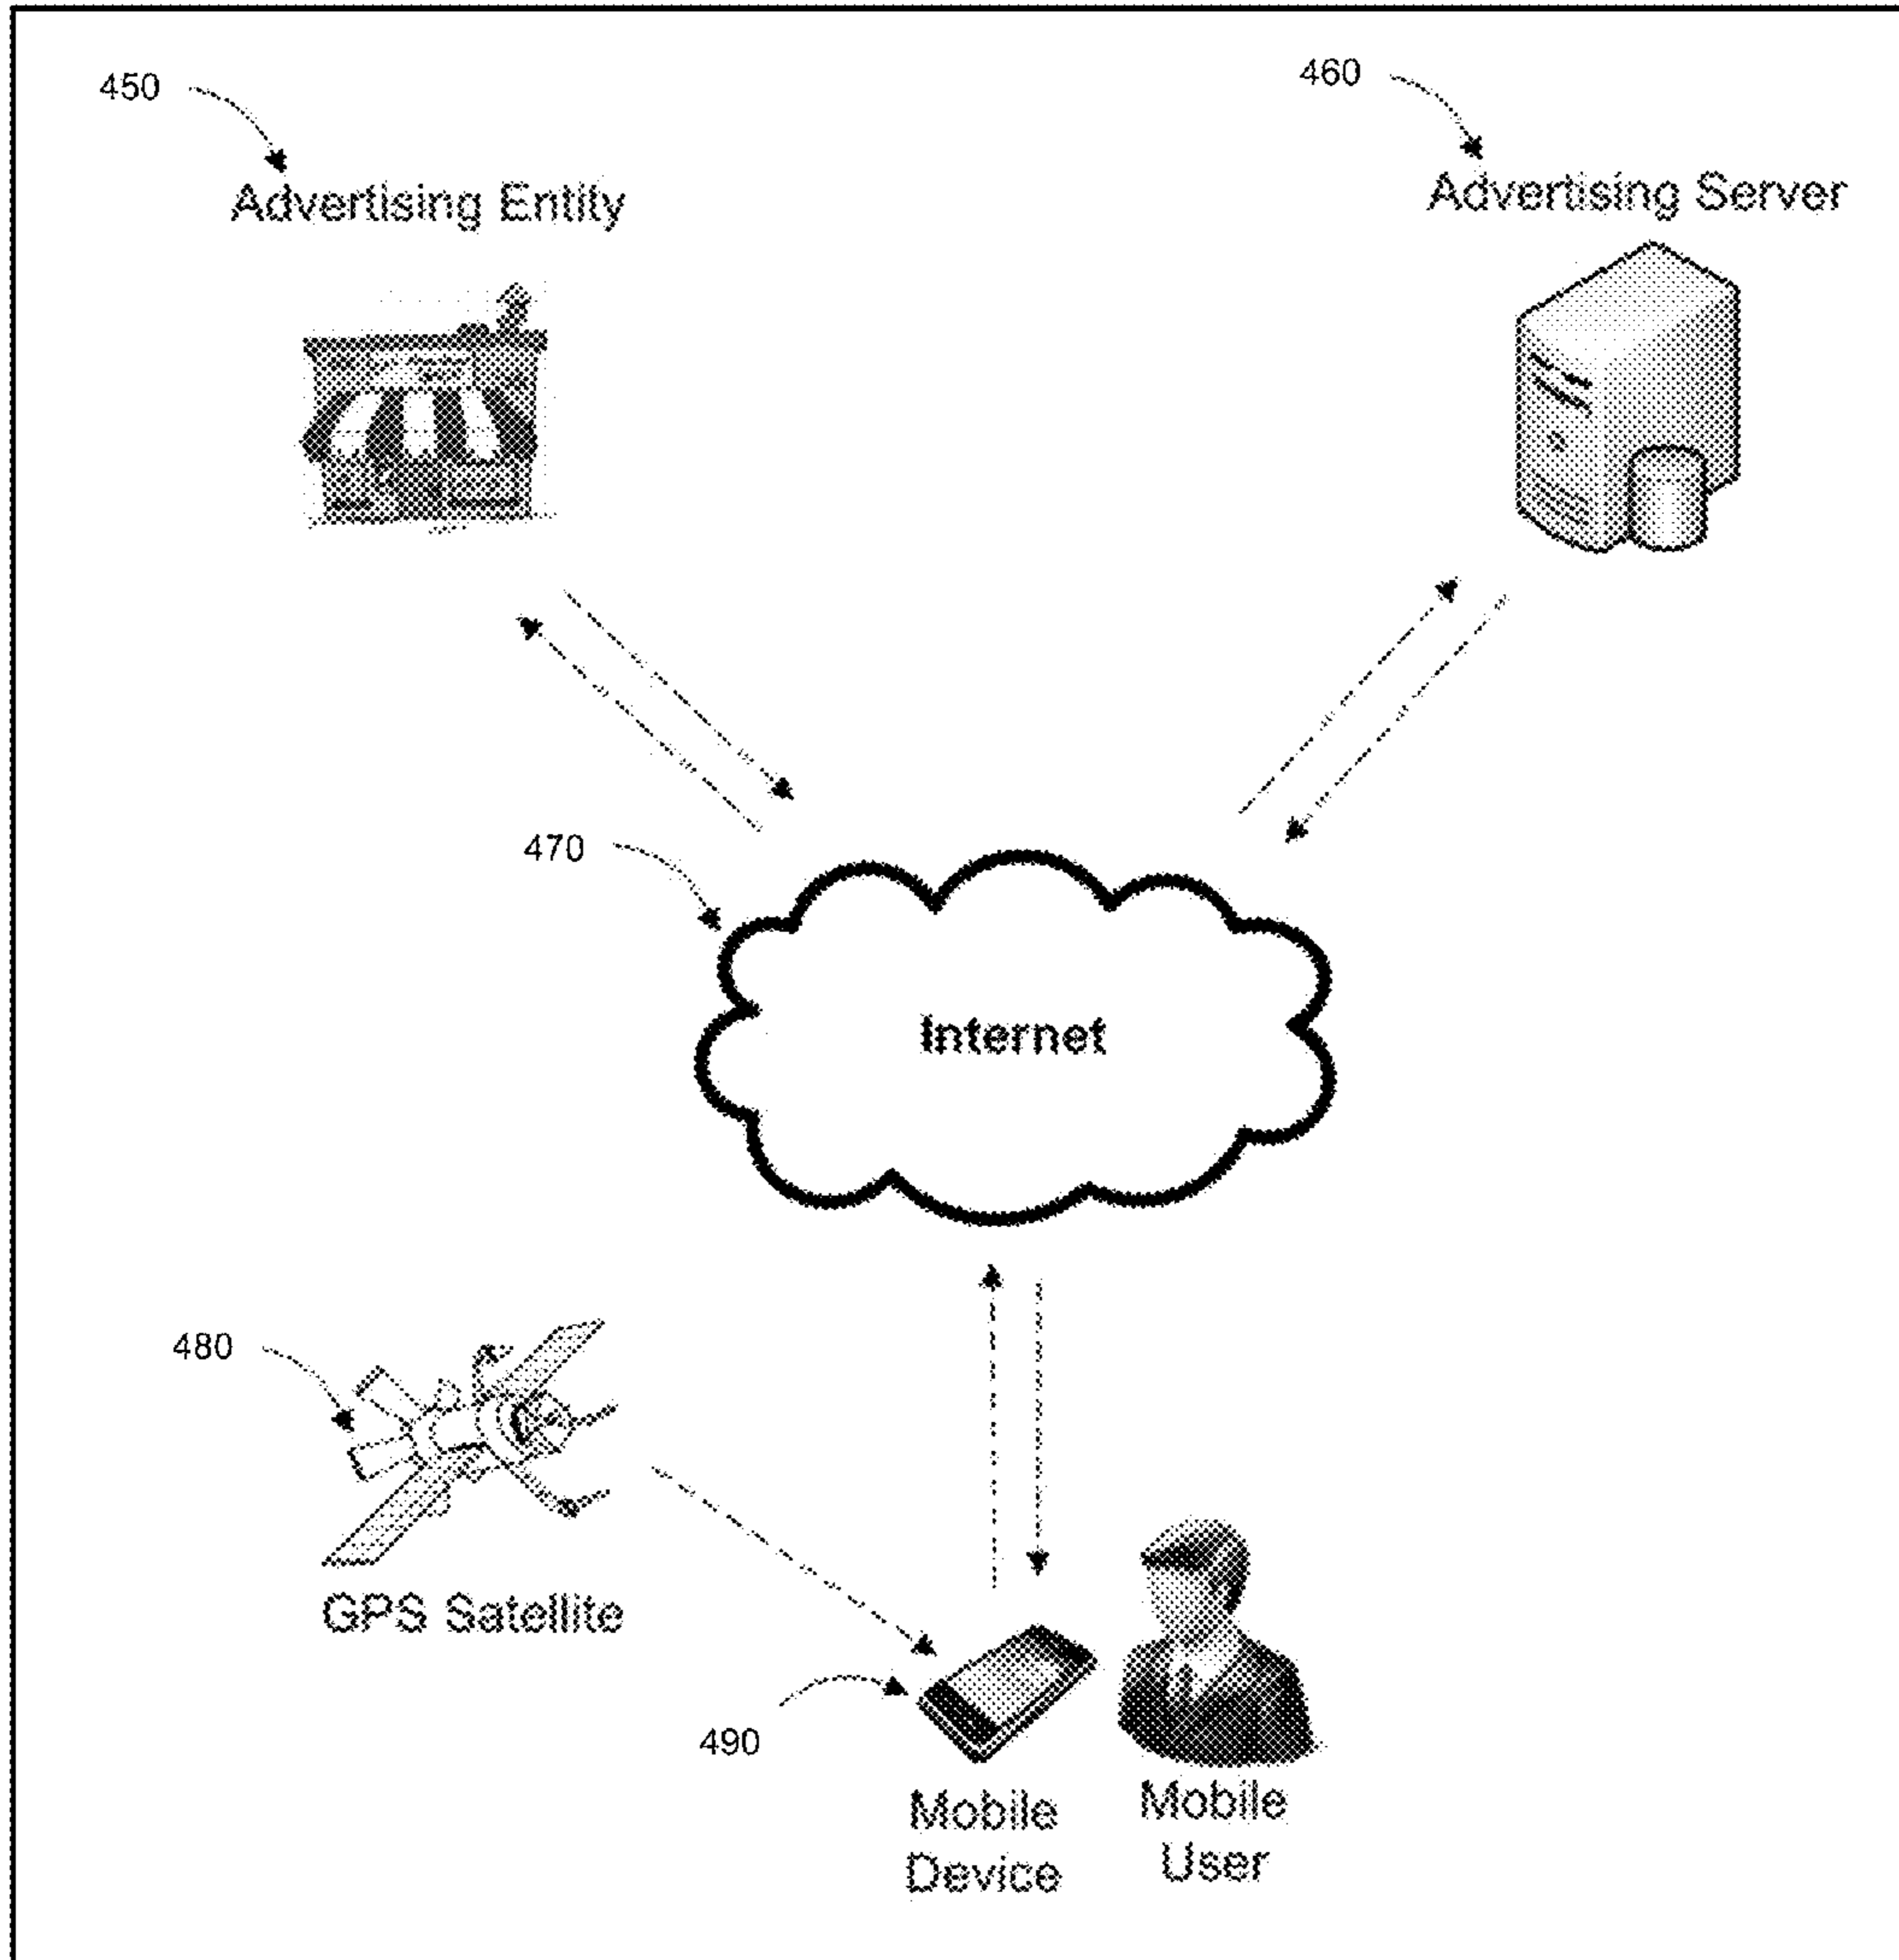 450
460
Advertising Entity
Advertising Server
470
Internet
480
GPS Satellite
490
Mobile
Device
Mobile
User